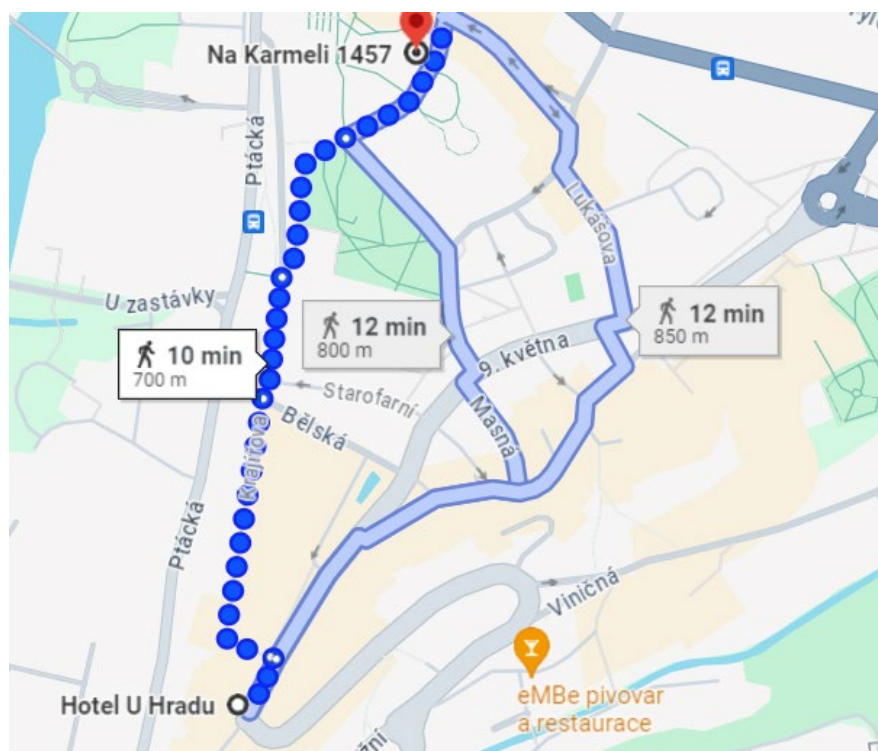 Na Karmeli 1457
Ptácká
Lukášova
U zastávky
12 min
800 m
12 min
850 m
10 min
700 m
9. května
Starofarní
Bělská
Masná
Krajířova
Ptácká
Viničná
Hotel U Hradu
eMBe pivovar
a restaurace